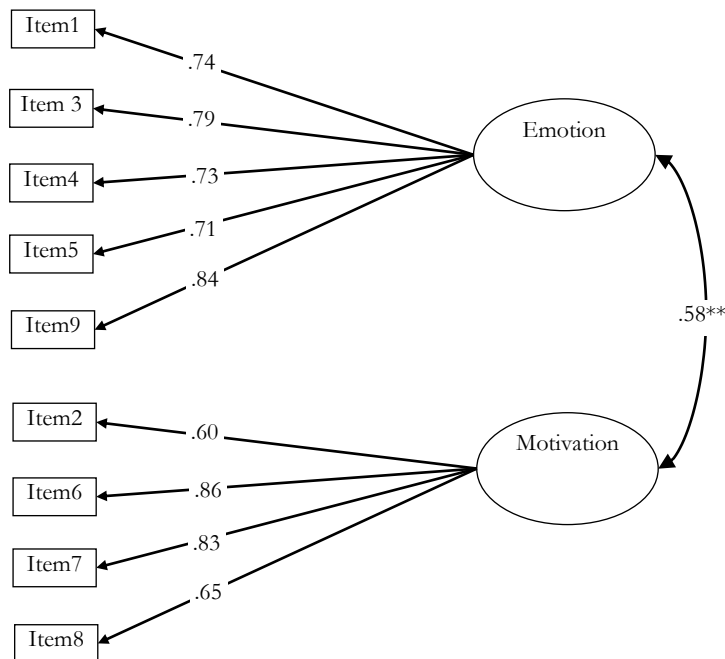 Item1
.74
Item 3
.79
Emotion
Item4
.73
Item5
.71
Item9
.84
.58**
Item2
.60
Motivation
Item6
.86
Item7
.83
Item8
.65